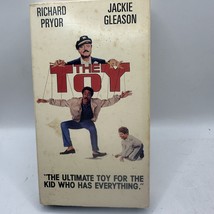 RICHARD PRYOR
JACKIE GLEASON
THE
TOY
"THE ULTIMATE TOY FOR THE
KID WHO HAS EVERYTHING."